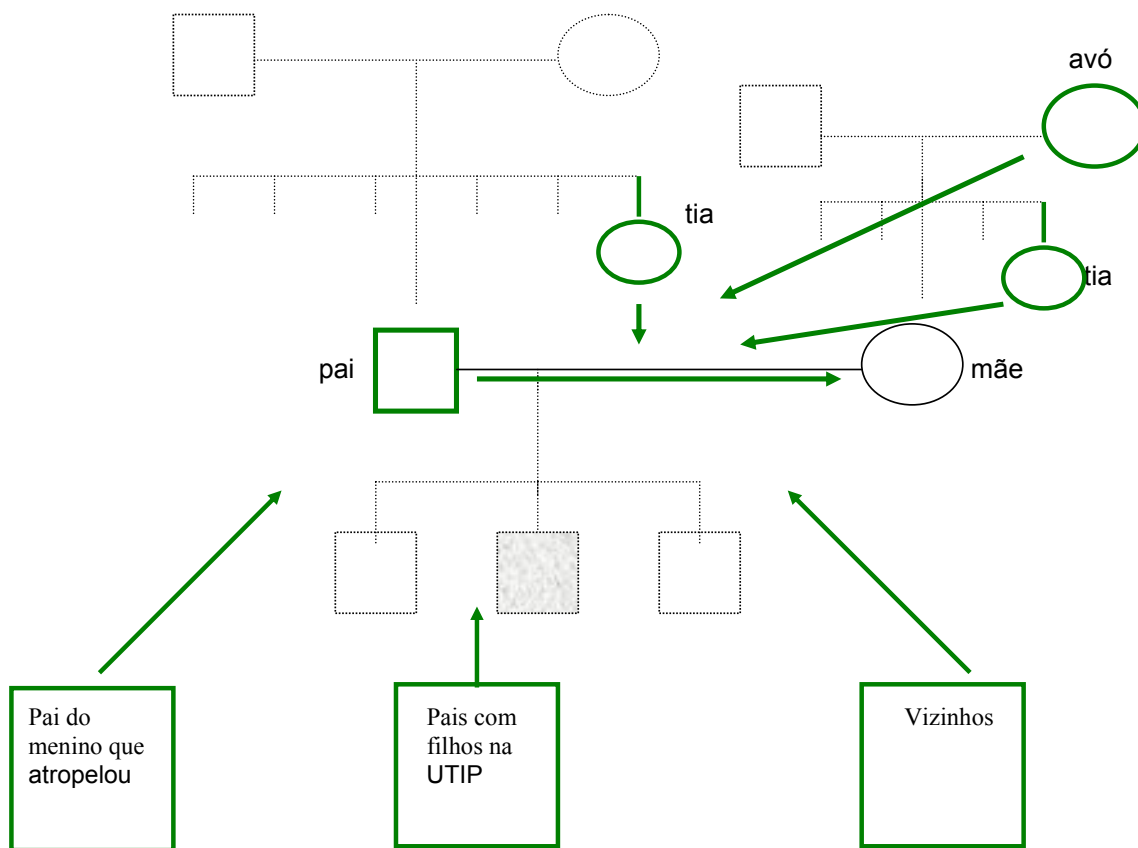 avó
tia
tia
pai
mãe
Pai do
menino que
atropelou
Pais com
filhos na
UTIP
Vizinhos